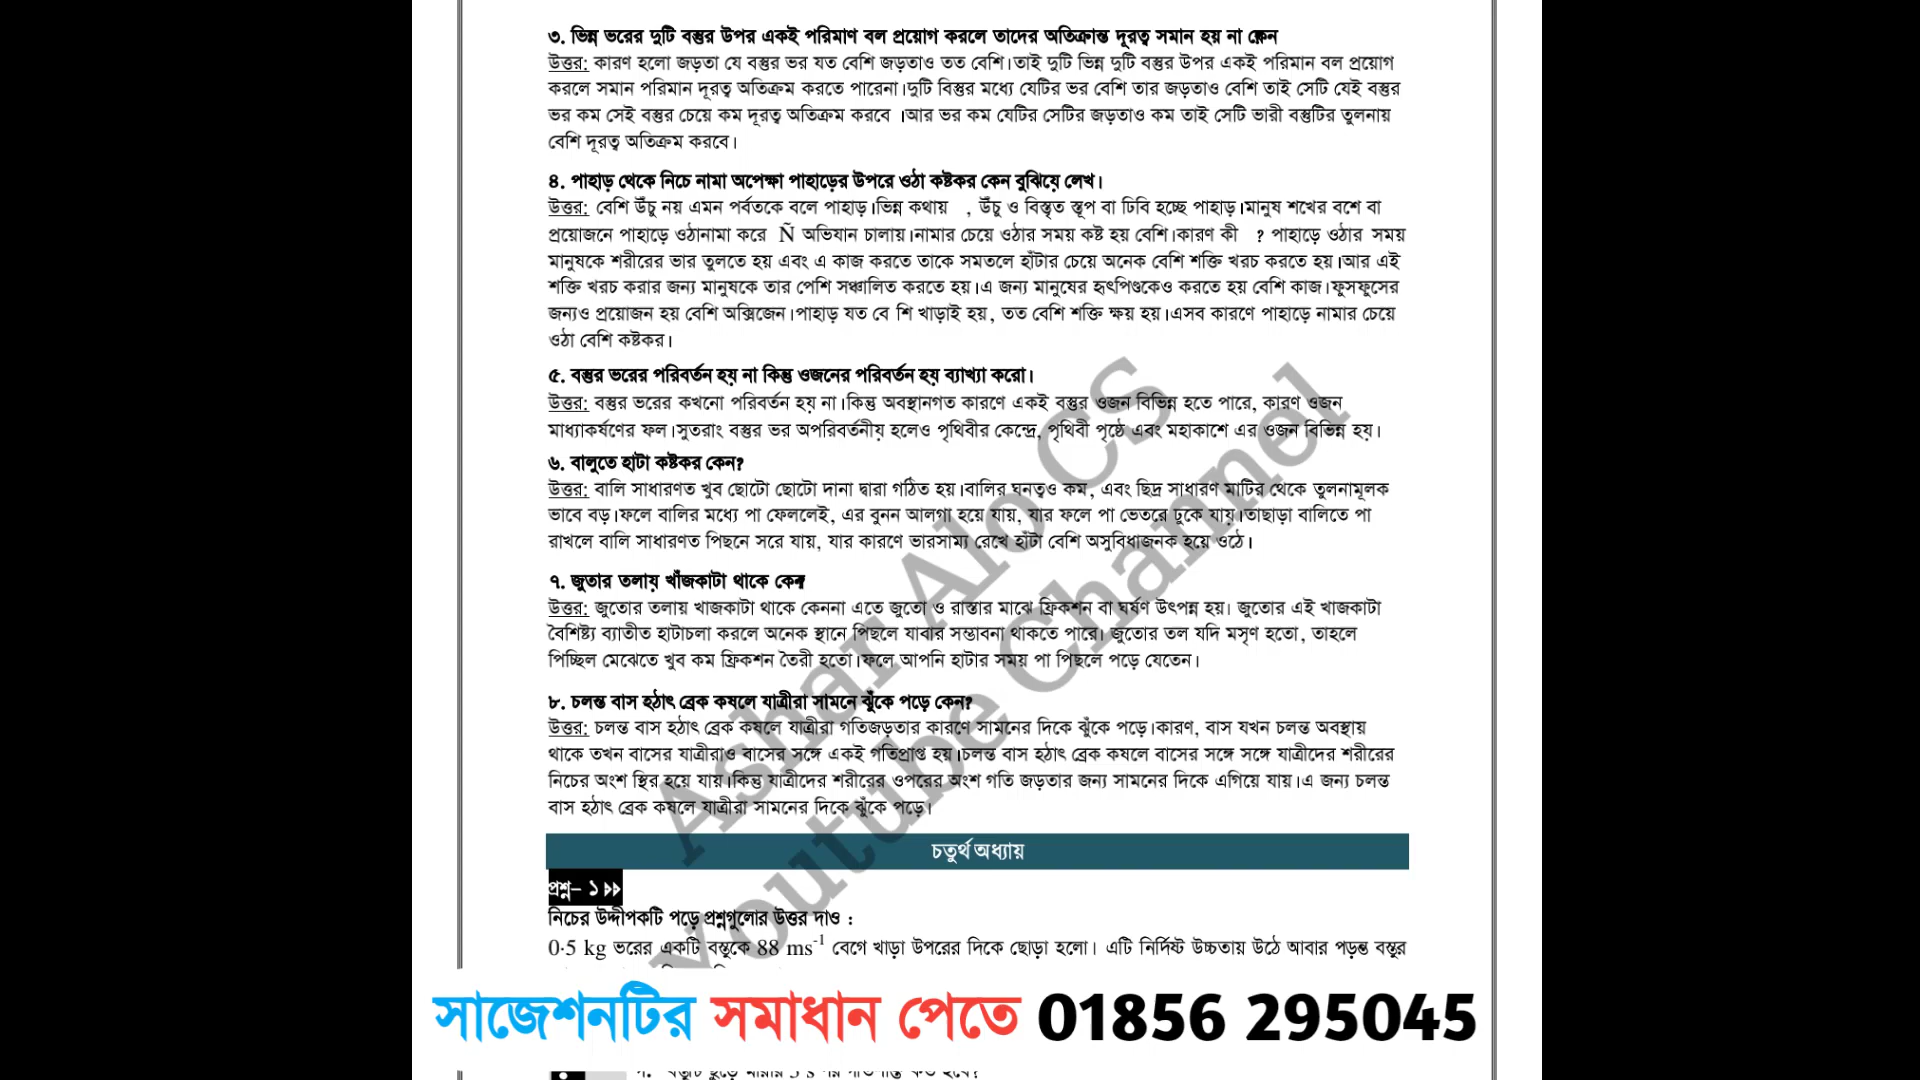 ৩. ভিন্ন ভরের দুটি বস্তুর উপর একই পরিমাণ বল প্রয়োগ করলে তাদের অতিক্রান্ত দূরত্ব সমান হয় না কেন
উত্তর: কারণ হলো জড়তা যে বস্তুর ভর যত বেশি জড়তাও তত বেশি।তাই দুটি ভিন্ন দুটি বস্তুর উপর একই পরিমান বল প্রয়োগ
করলে সমান পরিমান দূরত্ব অতিক্রম করতে পারেনা।দুটি বিস্তুর মধ্যে যেটির ভর বেশি তার জড়তাও বেশি তাই সেটি যেই বস্তুর
ভর কম সেই বস্তুর চেয়ে কম দূরত্ব অতিক্রম করবে ।আর ভর কম যেটির সেটির জড়তাও কম তাই সেটি ভারী বস্তুটির তুলনায়
বেশি দূরত্ব অতিক্রম করবে।
৪. পাহাড় থেকে নিচে নামা অপেক্ষা পাহাড়ের উপরে ওঠা কষ্টকর কেন বুঝিয়ে লেখ।
উত্তর: বেশি উঁচু নয় এমন পর্বতকে বলে পাহাড়।ভিন্ন কথায় , উঁচু ও বিস্তৃত স্তূপ বা ঢিবি হচ্ছে পাহাড়।মানুষ শখের বশে বা
প্রয়োজনে পাহাড়ে ওঠানামা করে Ñ অভিযান চালায়।নামার চেয়ে ওঠার সময় কষ্ট হয় বেশি।কারণ কী ? পাহাড়ে ওঠার সময়
মানুষকে শরীরের ভার তুলতে হয় এবং এ কাজ করতে তাকে সমতলে হাঁটার চেয়ে অনেক বেশি শক্তি খরচ করতে হয়।আর এই
শক্তি খরচ করার জন্য মানুষকে তার পেশি সঞ্চালিত করতে হয়।এ জন্য মানুষের হৃৎপিণ্ডকেও করতে হয় বেশি কাজ।ফুসফুসের
জন্যও প্রয়োজন হয় বেশি অক্সিজেন।পাহাড় যত বে শি খাড়াই হয়, তত বেশি শক্তি ক্ষয় হয়।এসব কারণে পাহাড়ে নামার চেয়ে
ওঠা বেশি কষ্টকর।
৫. বস্তুর ভরের পরিবর্তন হয় না কিন্তু ওজনের পরিবর্তন হয় ব্যাখ্যা করো।
উত্তর: বস্তুর ভরের কখনো পরিবর্তন হয় না।কিন্তু অবস্থানগত কারণে একই বস্তুর ওজন বিভিন্ন হতে পারে, কারণ ওজন
মাধ্যাকর্ষণের ফল।সুতরাং বস্তুর ভর অপরিবর্তনীয় হলেও পৃথিবীর কেন্দ্রে, পৃথিবী পৃষ্ঠে এবং মহাকাশে এর ওজন বিভিন্ন হয়।
৬. বালুতে হাটা কষ্টকর কেন?
উত্তর: বালি সাধারণত খুব ছোটো ছোটো দানা দ্বারা গঠিত হয়।বালির ঘনত্বও কম, এবং ছিদ্র সাধারণ মাটির থেকে তুলনামূলক
ভাবে বড়।ফলে বালির মধ্যে পা ফেললেই, এর বুনন আলগা হয়ে যায়, যার ফলে পা ভেতরে ঢুকে যায়।তাছাড়া বালিতে পা
রাখলে বালি সাধারণত পিছনে সরে যায়, যার কারণে ভারসাম্য রেখে হাঁটা বেশি অসুবিধাজনক হয়ে ওঠে।
৭. জুতার তলায় খাঁজকাটা থাকে কেন?
উত্তর: জুতোর তলায় খাজকাটা থাকে কেননা এতে জুতো ও রাস্তার মাঝে ফ্রিকশন বা ঘর্ষণ উৎপন্ন হয়। জুতোর এই খাজকাটা
বৈশিষ্ট্য ব্যাতীত হাটাচলা করলে অনেক স্থানে পিছলে যাবার সম্ভাবনা থাকতে পারে। জুতোর তল যদি মসৃণ হতো, তাহলে
পিচ্ছিল মেঝেতে খুব কম ফ্রিকশন তৈরী হতো।ফলে আপনি হাটার সময় পা পিছলে পড়ে যেতেন।
৮. চলন্ত বাস হঠাৎ ব্রেক কষলে যাত্রীরা সামনে ঝুঁকে পড়ে কেন?
উত্তর: চলন্ত বাস হঠাৎ ব্রেক কষলে যাত্রীরা গতিজড়তার কারণে সামনের দিকে ঝুঁকে পড়ে।কারণ, বাস যখন চলন্ত অবস্থায়
থাকে তখন বাসের যাত্রীরাও বাসের সঙ্গে একই গতিপ্রাপ্ত হয়।চলন্ত বাস হঠাৎ ব্রেক কষলে বাসের সঙ্গে সঙ্গে যাত্রীদের শরীরের
নিচের অংশ স্থির হয়ে যায়।কিন্তু যাত্রীদের শরীরের ওপরের অংশ গতি জড়তার জন্য সামনের দিকে এগিয়ে যায়।এ জন্য চলন্ত
বাস হঠাৎ ব্রেক কষলে যাত্রীরা সামনের দিকে ঝুঁকে পড়ে।
Ashar Alo CS
Youtube Channel
চতুর্থ অধ্যায়
প্রশ্ন– ১
নিচের উদ্দীপকটি পড়ে প্রশ্নগুলোর উত্তর দাও :
0·5 kg ভরের একটি বস্তুকে 88 ms⁻¹ বেগে খাড়া উপরের দিকে ছোড়া হলো। এটি নির্দিষ্ট উচ্চতায় উঠে আবার পড়ন্ত বস্তুর
সাজেশনটির সমাধান পেতে 01856 295045